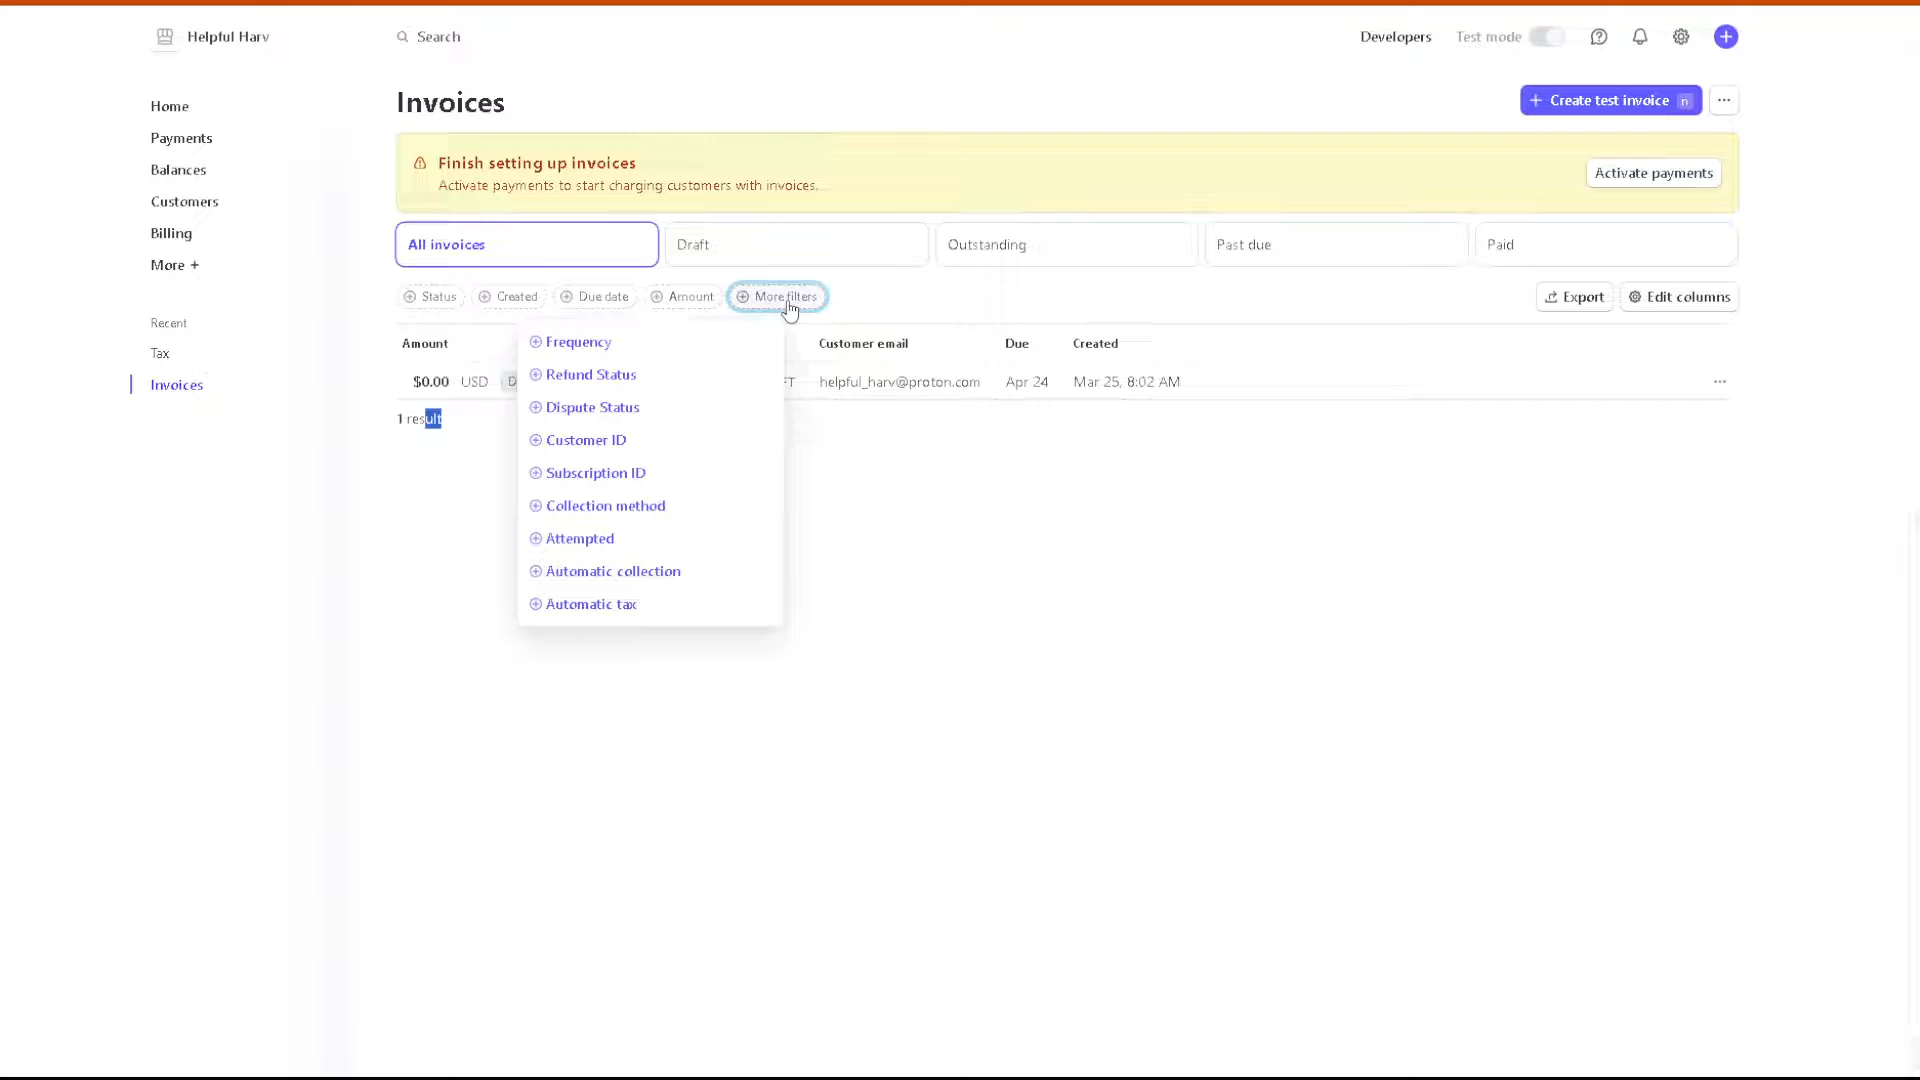 Helpful Harv
Search
Developers
Test mode
Home
Payments
Balances
Customers
Billing
More +
Recent
Tax
Invoices
Invoices
Create test invoice n
Finish setting up invoices
Activate payments to start charging customers with invoices.
Activate payments
All invoices
Draft
Outstanding
Past due
Paid
Status
Created
Due date
Amount
More filters
Export
Edit columns
Amount
Customer email
Due
Created
$0.00 USD D
FT
helpful_harv@proton.com
Apr 24
Mar 25, 8:02 AM
1 result
Frequency
Refund Status
Dispute Status
Customer ID
Subscription ID
Collection method
Attempted
Automatic collection
Automatic tax